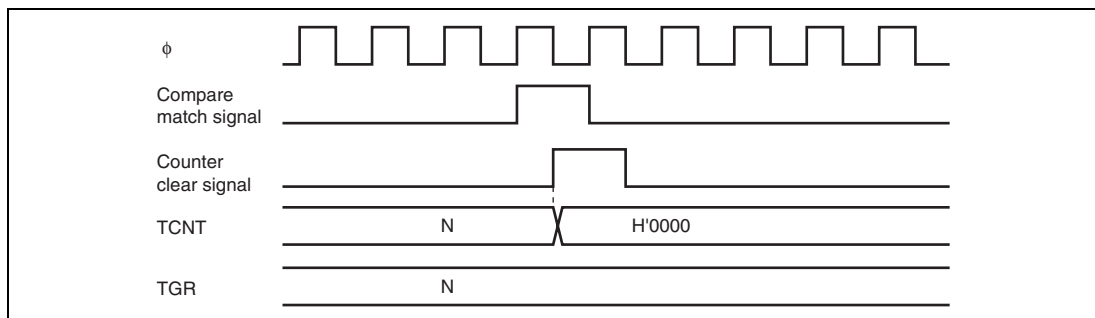 ϕ
Compare
match signal
Counter
clear signal
TCNT N H'0000
TGR N